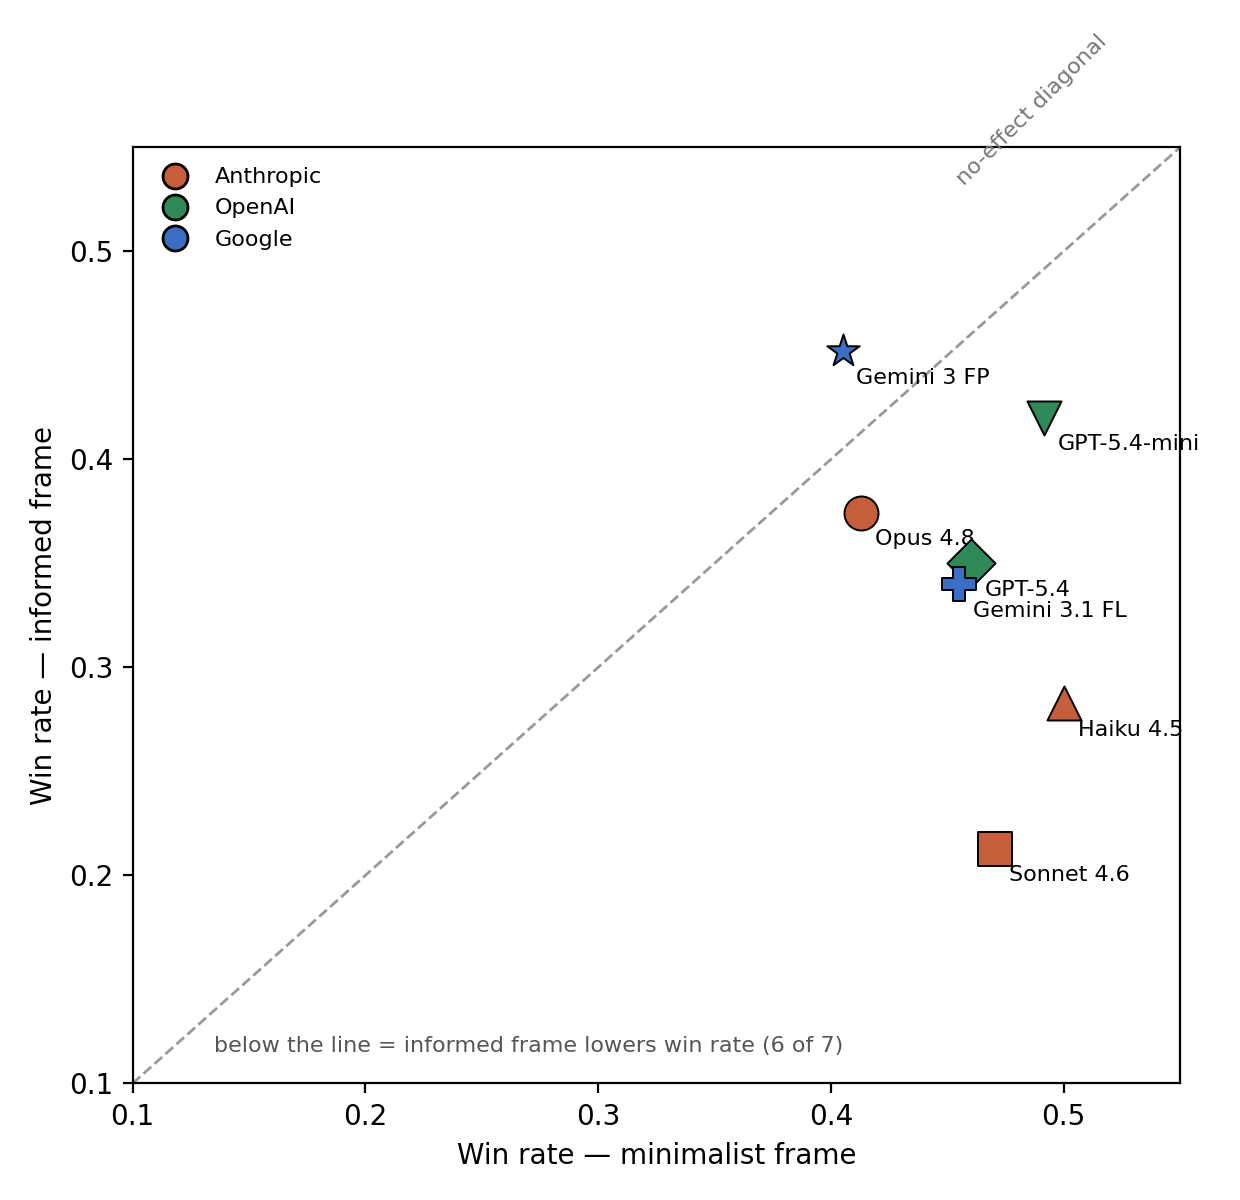 no-effect diagonal
Anthropic
OpenAI
Google
0.5
0.4
0.3
0.2
0.1
Win rate — informed frame
Gemini 3 FP
GPT-5.4-mini
Opus 4.8
GPT-5.4
Gemini 3.1 FL
Haiku 4.5
Sonnet 4.6
below the line = informed frame lowers win rate (6 of 7)
0.1 0.2 0.3 0.4 0.5
Win rate — minimalist frame